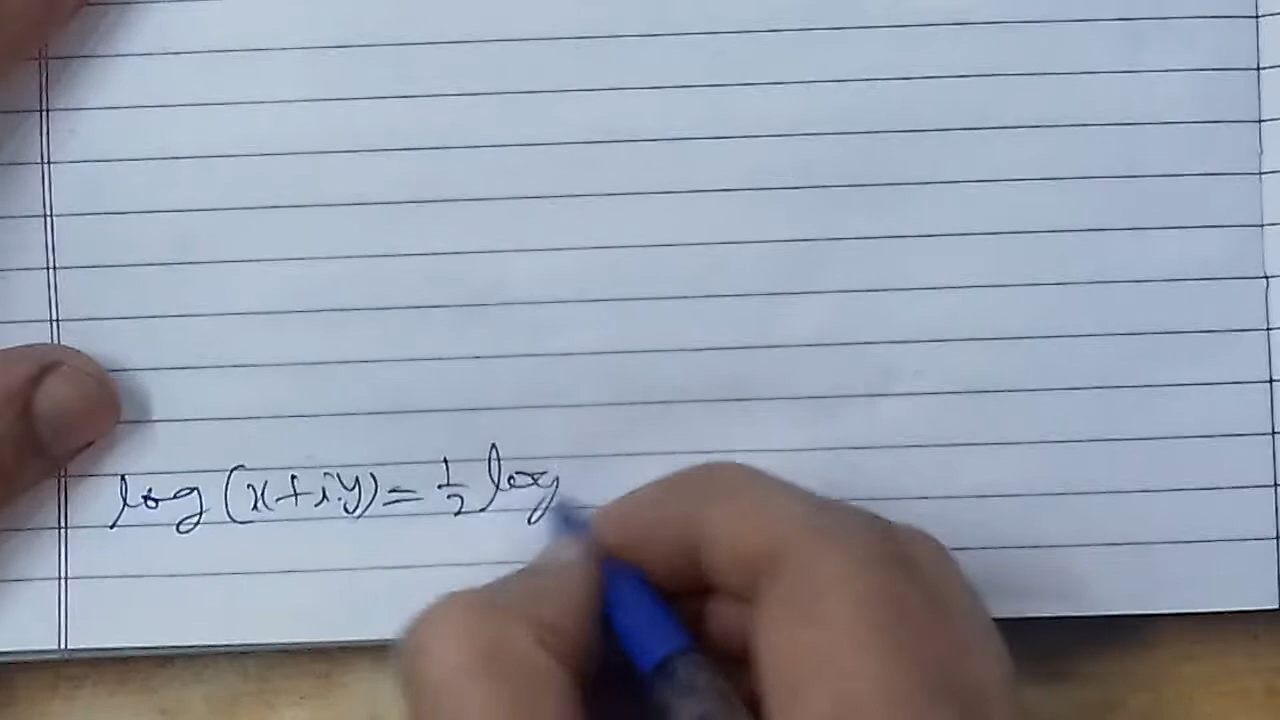 log (x+iy) = 1/2 log